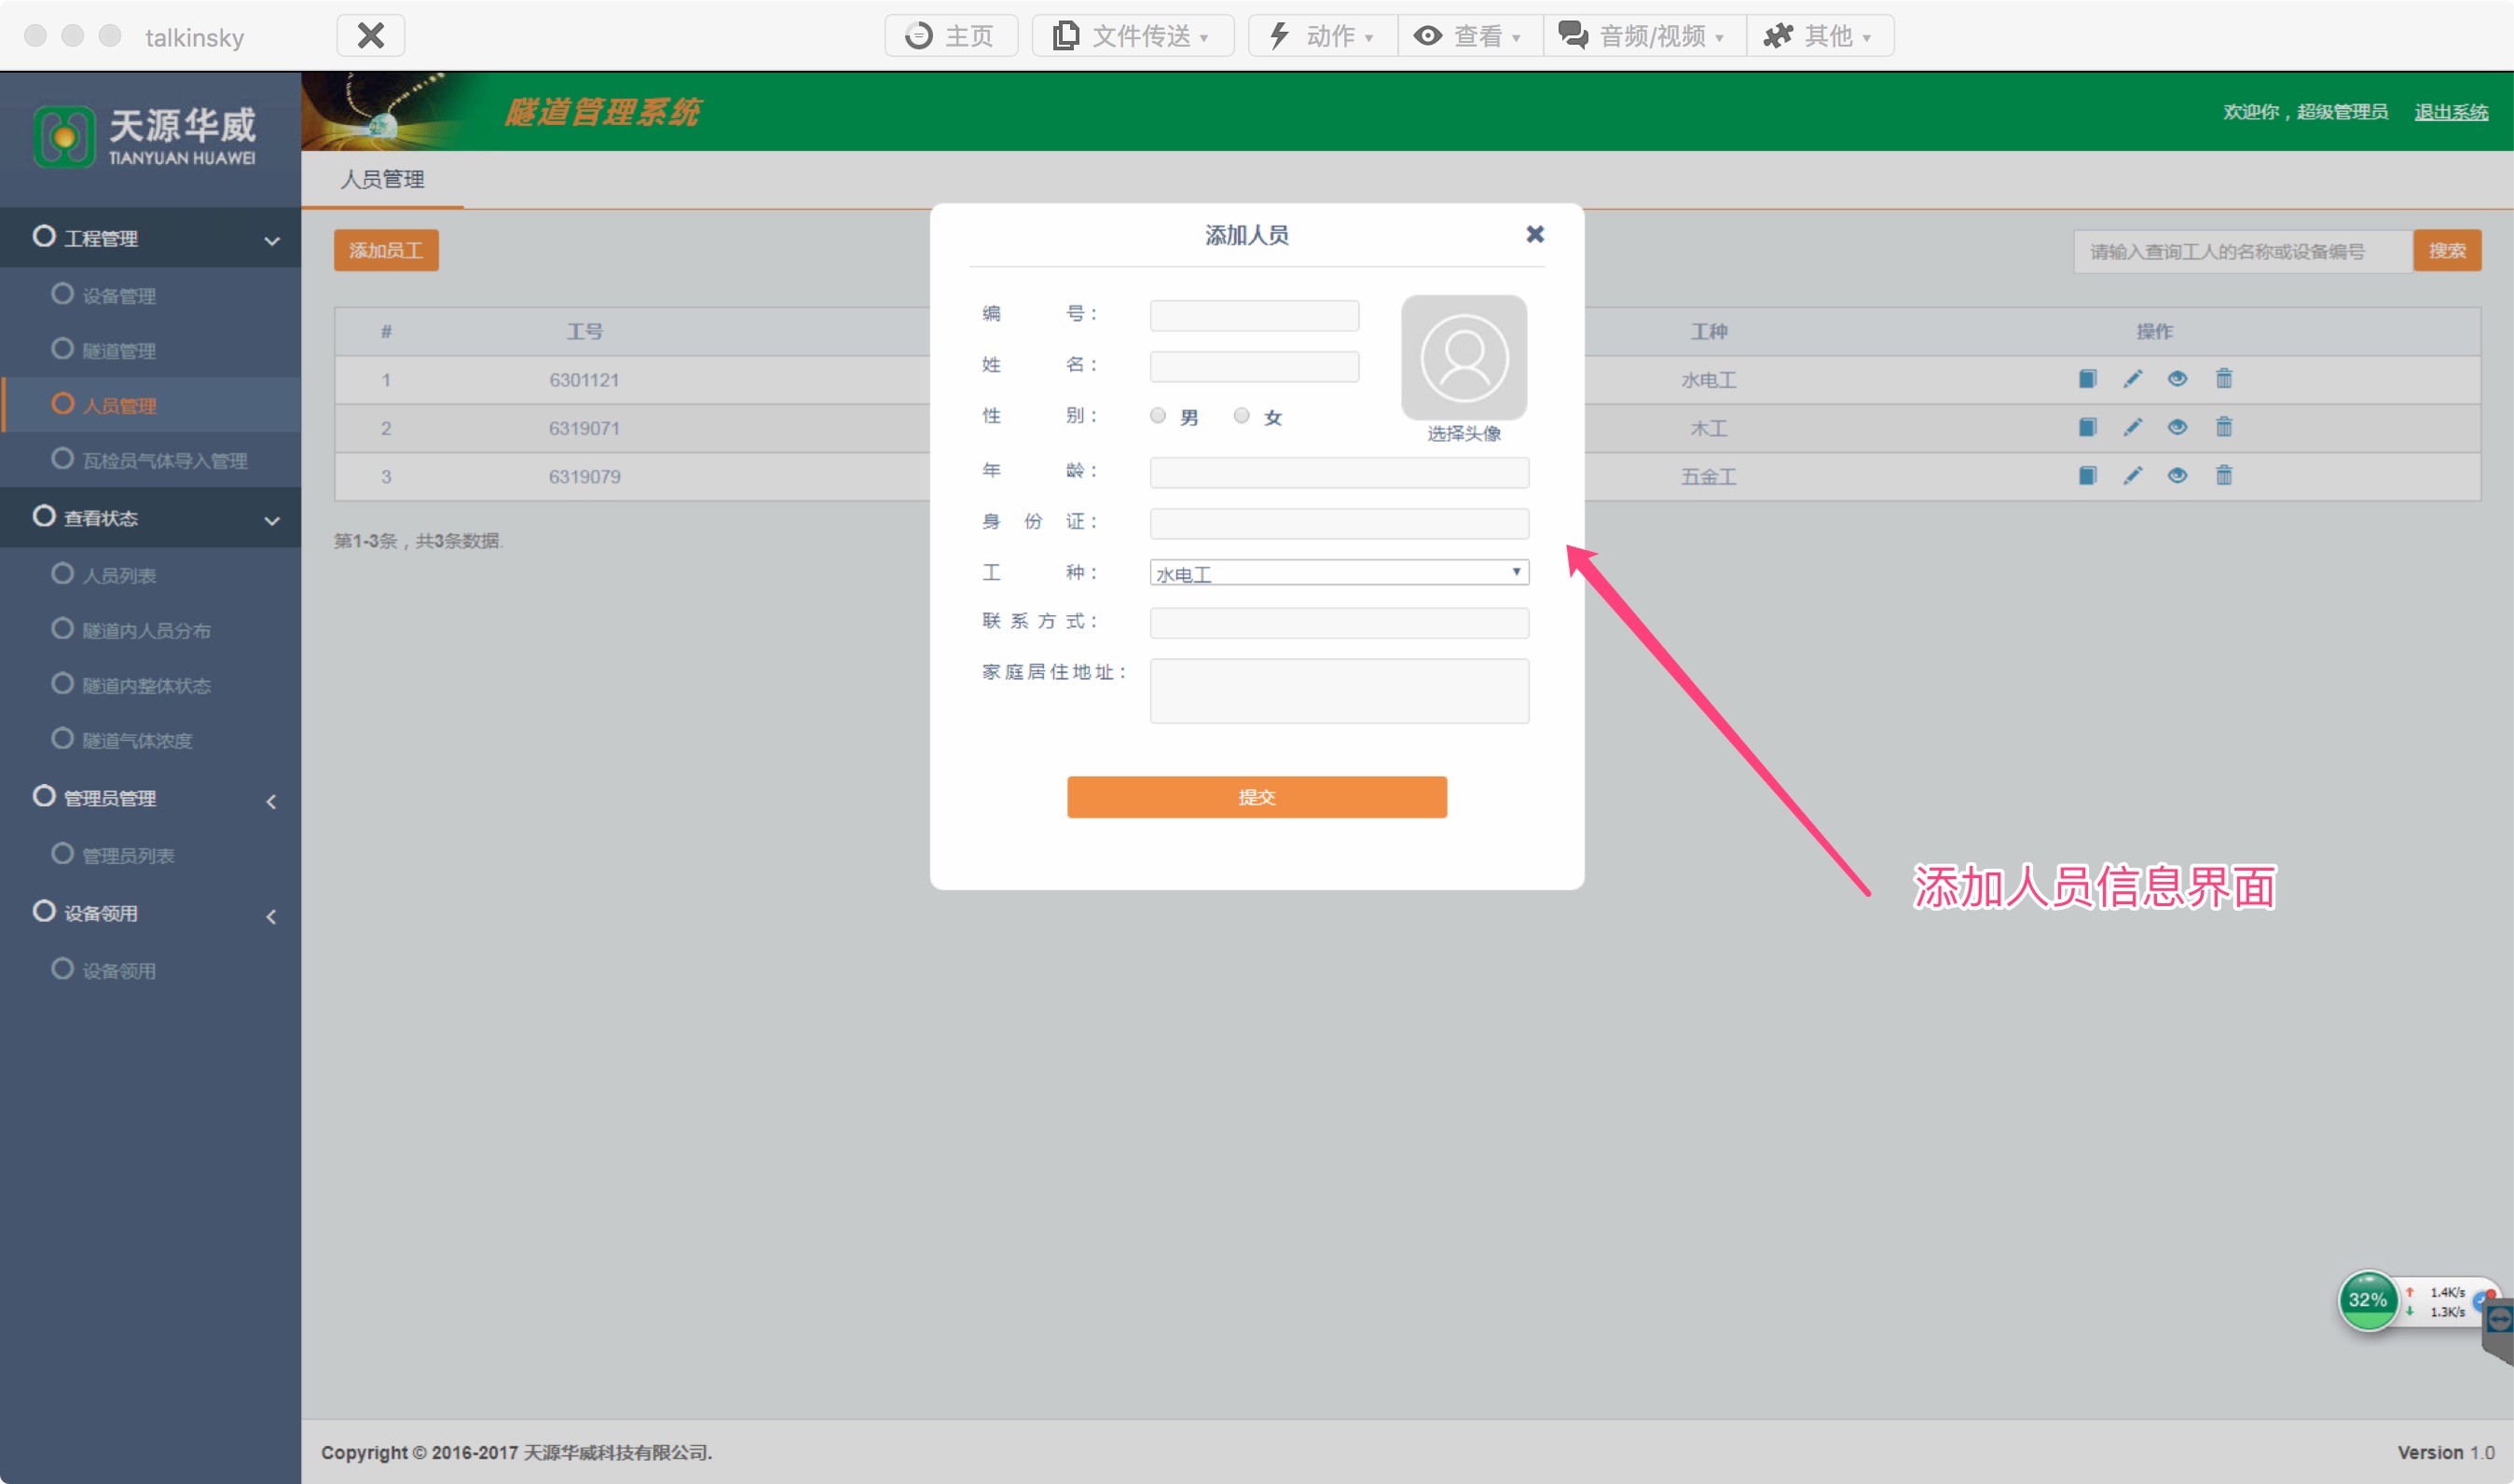 talkinsky
主页 文件传送 动作 查看 音频/视频 其他
天源华威
TIANYUAN HUAWEI
隧道管理系统
欢迎你，超级管理员 退出系统
人员管理
工程管理
设备管理
隧道管理
人员管理
瓦检员气体导入管理
查看状态
人员列表
隧道内人员分布
隧道内整体状态
隧道气体浓度
管理员管理
管理员列表
设备领用
设备领用
添加员工
请输入查询工人的名称或设备编号 搜索
# 工号 工种 操作
1 6301121 水电工
2 6319071 木工
3 6319079 五金工
第1-3条，共3条数据.
添加人员
编号：
姓名：
选择头像
性别： 男 女
年龄：
身份证：
工种： 水电工
联系方式：
家庭居住地址：
提交
添加人员信息界面
32%
1.4K/s
1.3K/s
Copyright © 2016-2017 天源华威科技有限公司.
Version 1.0